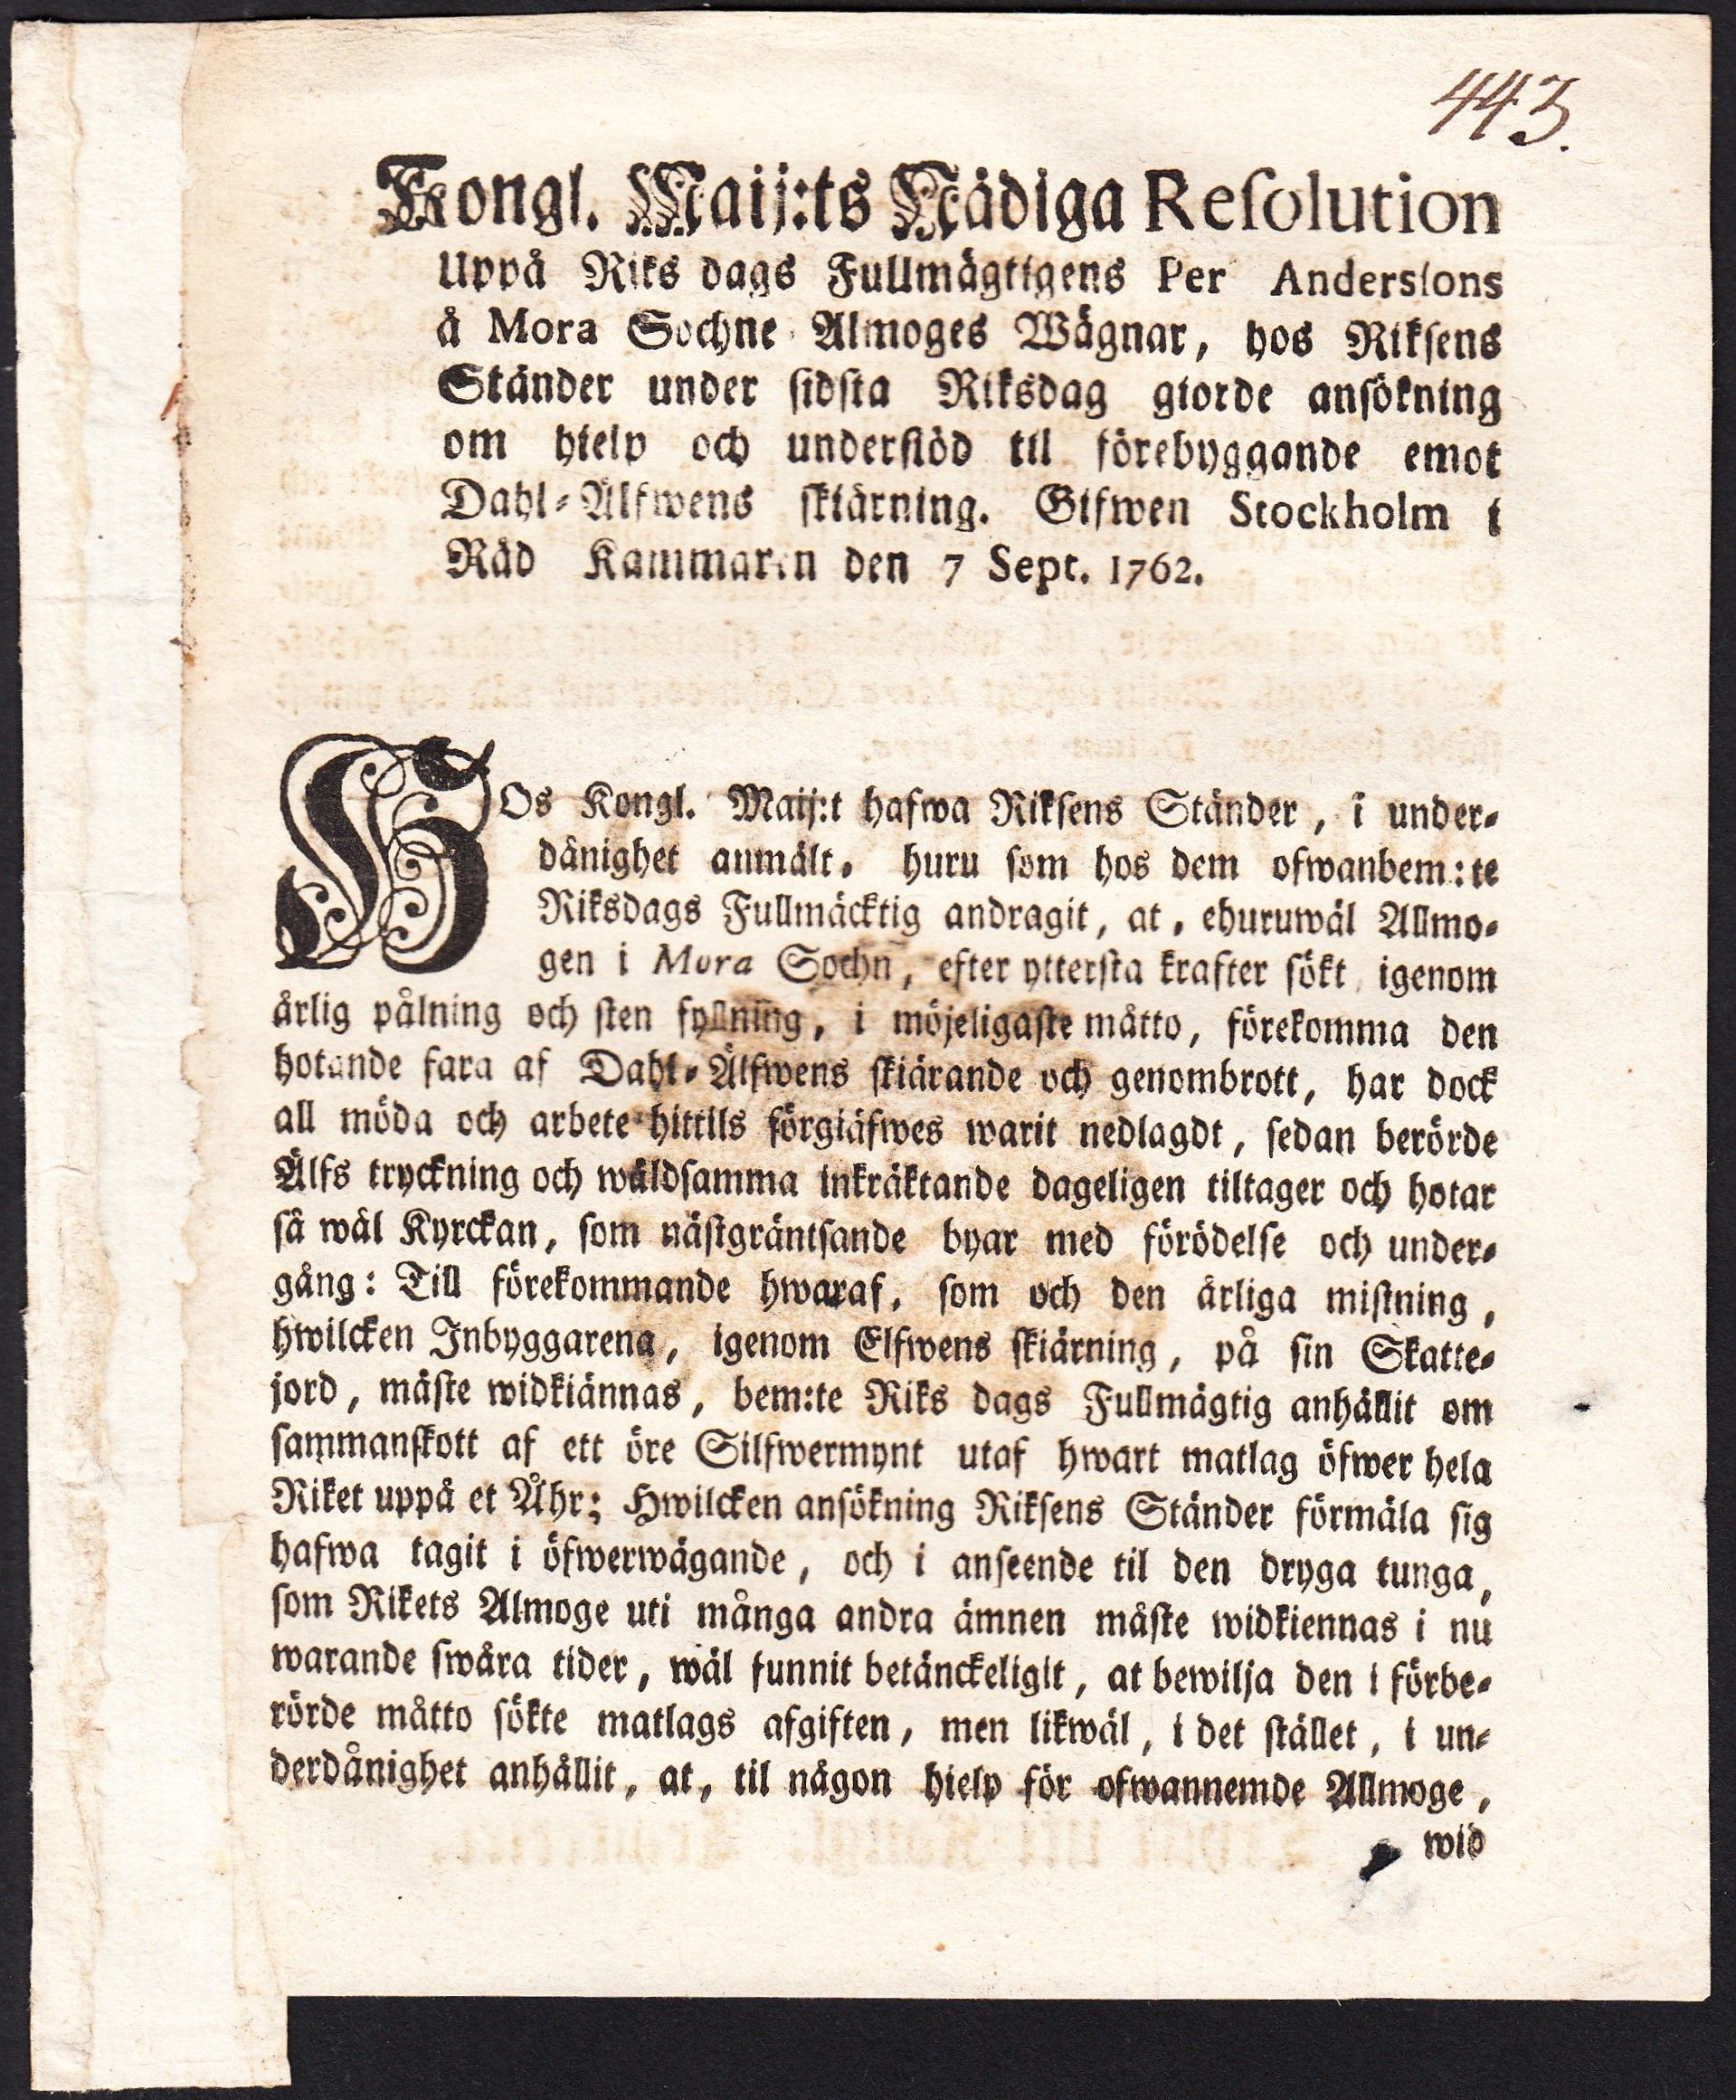 443.
Kongl. Maij:ts Nådiga Resolution
Uppå Riks dags Fullmägtigens Per Anderssons
å Mora Sochne Almoges Wägnar, hos Riksens
Ständer under sidsta Riksdag giorde ansökning
om hielp och understöd til förebyggande emot
Dahl-Älfwens skiärning. Gifwen Stockholm i
Råd Kammaren den 7 Sept. 1762.
HOs Kongl. Maij:t hafwa Riksens Ständer, i under-
dånighet anmält, huru som hos dem ofwanbem:te
Riksdags Fullmäcktig andragit, at, ehuruwäl Allmo-
gen i Mora Sochn, efter yttersta krafter sökt igenom
årlig pålning och sten fyllning, i möjeligaste måtto, förekomma den
hotande fara af Dahl-Älfwens skiärande och genombrott, har dock
all möda och arbete hittils förgiäfwes warit nedlagdt, sedan berörde
Älfs tryckning och wåldsamma inkräktande dageligen tiltager och hotar
så wäl Kyrckan, som nästgräntsande byar med förödelse och under-
gång: Till förekommande hwaraf, som och den årliga mistning,
hwilcken Inbyggarena, igenom Elfwens skiärning, på sin Skatte-
jord, måste widkiännas, bem:te Riks dags Fullmägtig anhållit om
sammanskott af ett öre Silfwermynt utaf hwart matlag öfwer hela
Riket uppå et Åhr; Hwilcken ansökning Riksens Ständer förmäla sig
hafwa tagit i öfwerwägande, och i anseende til den dryga tunga,
som Rikets Almoge uti många andra ämnen måste widkiennas i nu
warande swåra tider, wäl funnit betänckeligit, at bewilja den i förbe-
rörde måtto sökte matlags afgiften, men likwäl, i det stället, i un-
derdånighet anhållit, at, til någon hielp för ofwannemde Allmoge,
wid